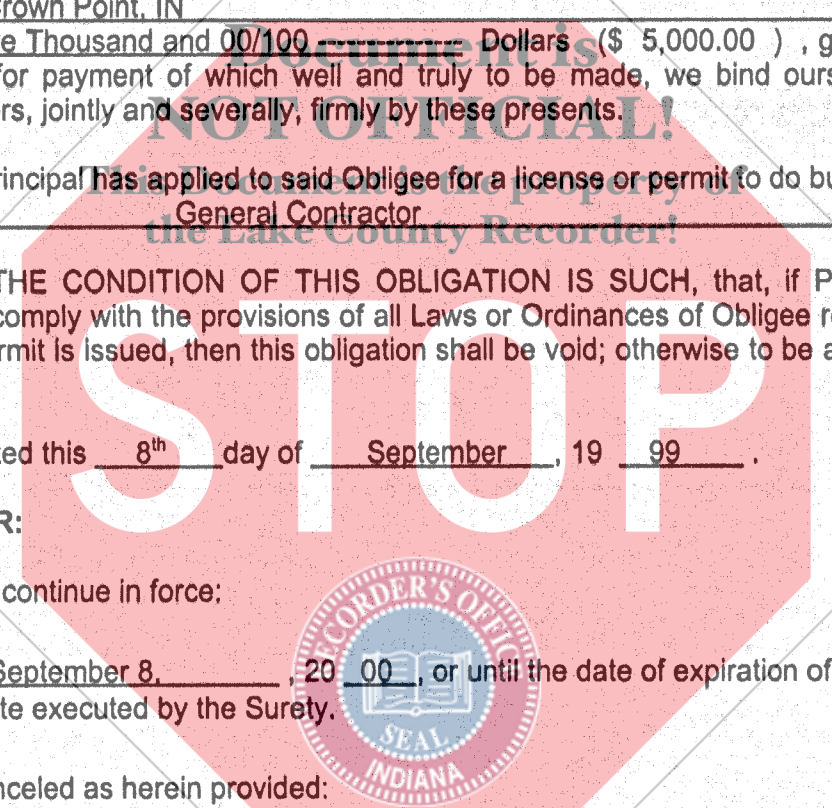 Crown Point, IN
e Thousand and 00/100 ---------------- Dollars ($ 5,000.00 ) , g
for payment of which well and truly to be made, we bind ours
rs, jointly and severally, firmly by these presents.
rincipal has applied to said Obligee for a license or permit to do bu
General Contractor
THE CONDITION OF THIS OBLIGATION IS SUCH, that, if P
comply with the provisions of all Laws or Ordinances of Obligee r
rmit is issued, then this obligation shall be void; otherwise to be a
ted this 8th day of September , 19 99 .
R:
continue in force:
September 8, , 20 00 , or until the date of expiration of
te executed by the Surety.
nceled as herein provided:
Document is
NOT OFFICIAL!
This Document is the property of
the Lake County Recorder!
STOP
RECORDER'S OFFIC
SEAL
INDIANA